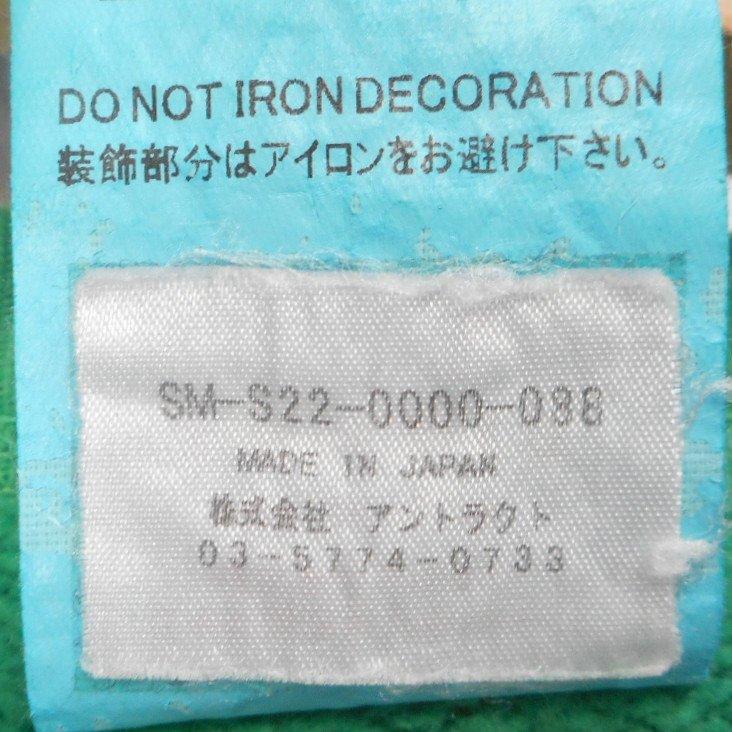 DO NOT IRON DECORATION
装飾部分はアイロンをお避け下さい。
SM-S22-0000-088
MADE IN JAPAN
株式会社 アントラクト
03-5774-0733